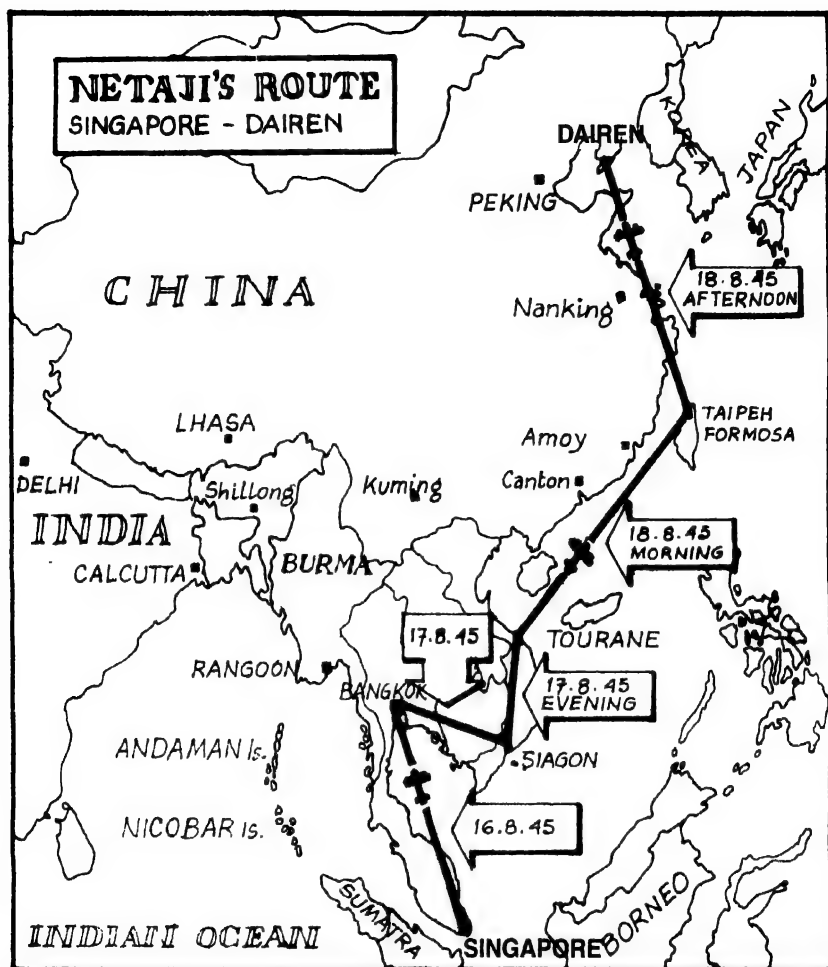 NETAJI'S ROUTE
SINGAPORE - DAIREN
DAIREN
KOREA
JAPAN
PEKING
18.8.45
AFTERNOON
CHINA
Nanking
LHASA
TAIPEH
FORMOSA
Amoy
DELHI
Shillong
Kuming
Canton
INDIA
18.8.45
MORNING
BURMA
CALCUTTA
17.8.45
TOURANE
RANGOON
17.8.45
EVENING
BANGKOK
ANDAMAN Is.
SIAGON
NICOBAR Is.
16.8.45
SUMATRA
BORNEO
INDIAN OCEAN
SINGAPORE